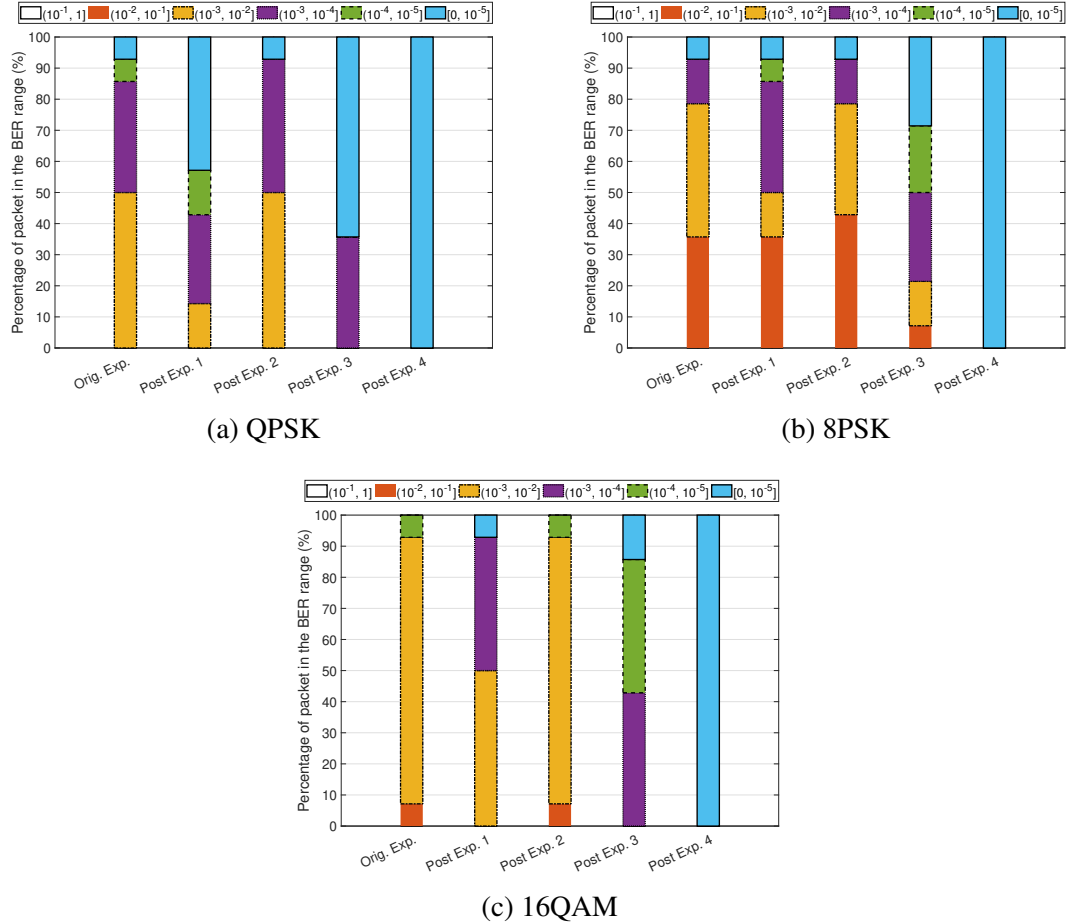 (10⁻¹, 1] (10⁻², 10⁻¹] (10⁻³, 10⁻²] (10⁻³, 10⁻⁴] (10⁻⁴, 10⁻⁵] [0, 10⁻⁵]
Percentage of packet in the BER range (%)
100
90
80
70
60
50
40
30
20
10
0
Orig. Exp. Post Exp. 1 Post Exp. 2 Post Exp. 3 Post Exp. 4
(a) QPSK
(10⁻¹, 1] (10⁻², 10⁻¹] (10⁻³, 10⁻²] (10⁻³, 10⁻⁴] (10⁻⁴, 10⁻⁵] [0, 10⁻⁵]
Percentage of packet in the BER range (%)
100
90
80
70
60
50
40
30
20
10
0
Orig. Exp. Post Exp. 1 Post Exp. 2 Post Exp. 3 Post Exp. 4
(b) 8PSK
(10⁻¹, 1] (10⁻², 10⁻¹] (10⁻³, 10⁻²] (10⁻³, 10⁻⁴] (10⁻⁴, 10⁻⁵] [0, 10⁻⁵]
Percentage of packet in the BER range (%)
100
90
80
70
60
50
40
30
20
10
0
Orig. Exp. Post Exp. 1 Post Exp. 2 Post Exp. 3 Post Exp. 4
(c) 16QAM